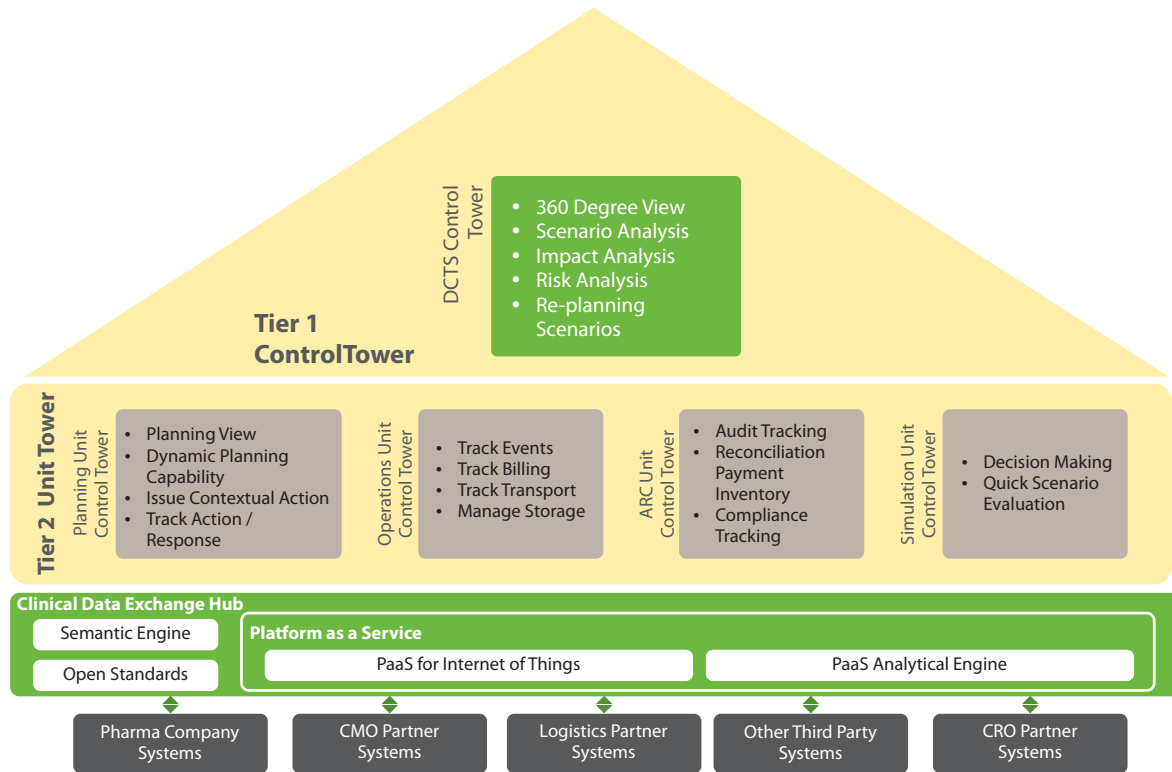 DCTS Control
Tower
• 360 Degree View
• Scenario Analysis
• Impact Analysis
• Risk Analysis
• Re-planning
Scenarios
Tier 1
ControlTower
Tier 2 Unit Tower
Planning Unit
Control Tower
• Planning View
• Dynamic Planning
Capability
• Issue Contextual Action
• Track Action /
Response
Operations Unit
Control Tower
• Track Events
• Track Billing
• Track Transport
• Manage Storage
ARC Unit
Control Tower
• Audit Tracking
• Reconciliation
Payment
Inventory
• Compliance
Tracking
Simulation Unit
Control Tower
• Decision Making
• Quick Scenario
Evaluation
Clinical Data Exchange Hub
Semantic Engine
Open Standards
Platform as a Service
PaaS for Internet of Things
PaaS Analytical Engine
Pharma Company
Systems
CMO Partner
Systems
Logistics Partner
Systems
Other Third Party
Systems
CRO Partner
Systems